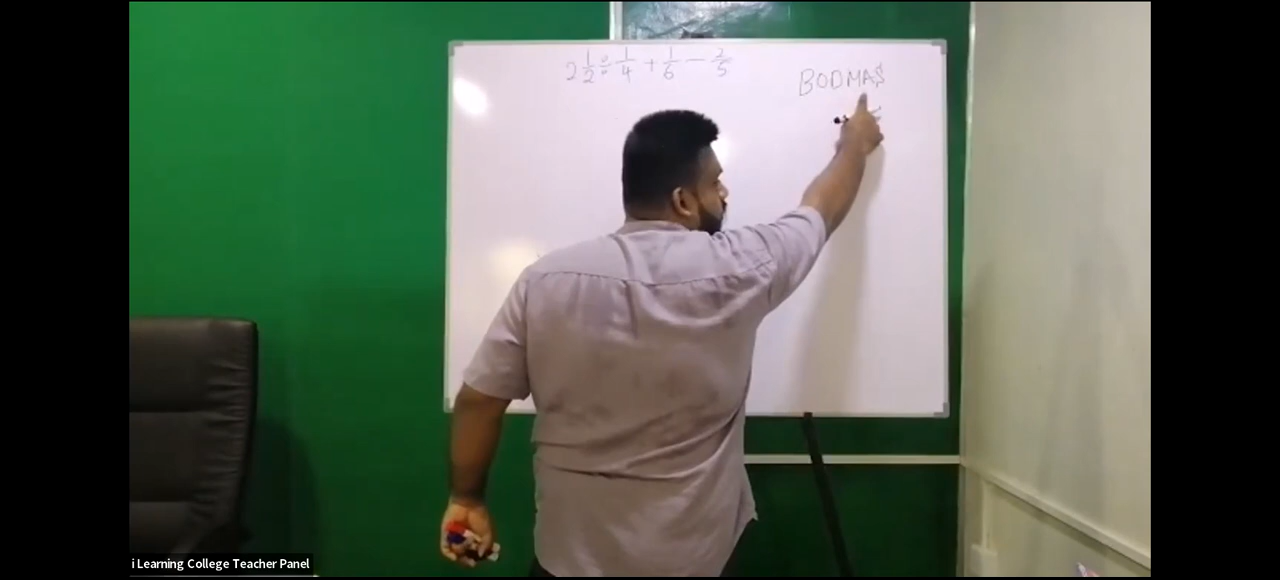 2 1/2 ÷ 1/4 + 1/6 − 2/5
BODMAS
i Learning College Teacher Panel